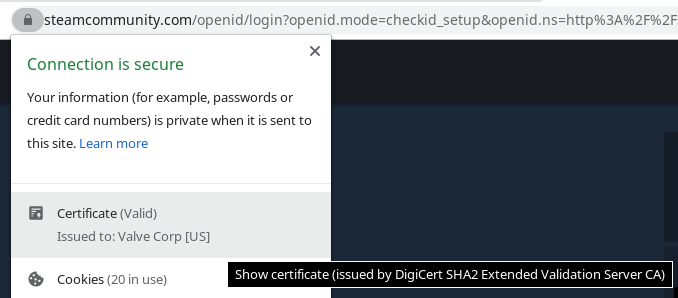 steamcommunity.com/openid/login?openid.mode=checkid_setup&openid.ns=http%3A%2F%2F
Connection is secure
Your information (for example, passwords or
credit card numbers) is private when it is sent to
this site. Learn more
Certificate (Valid)
Issued to: Valve Corp [US]
Show certificate (issued by DigiCert SHA2 Extended Validation Server CA)
Cookies (20 in use)